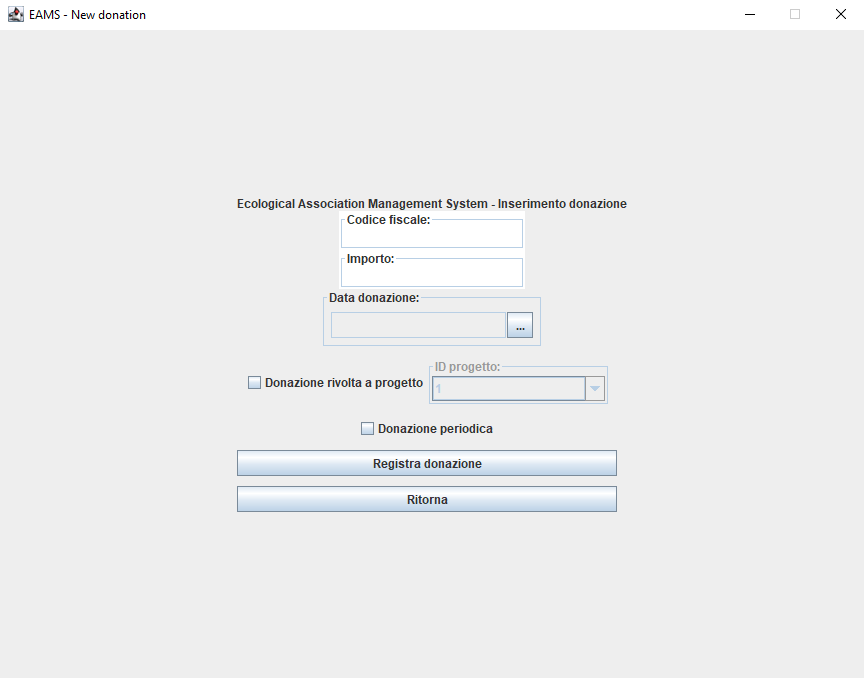 EAMS - New donation
Ecological Association Management System - Inserimento donazione
Codice fiscale:
Importo:
Data donazione:
...
Donazione rivolta a progetto
ID progetto:
1
Donazione periodica
Registra donazione
Ritorna